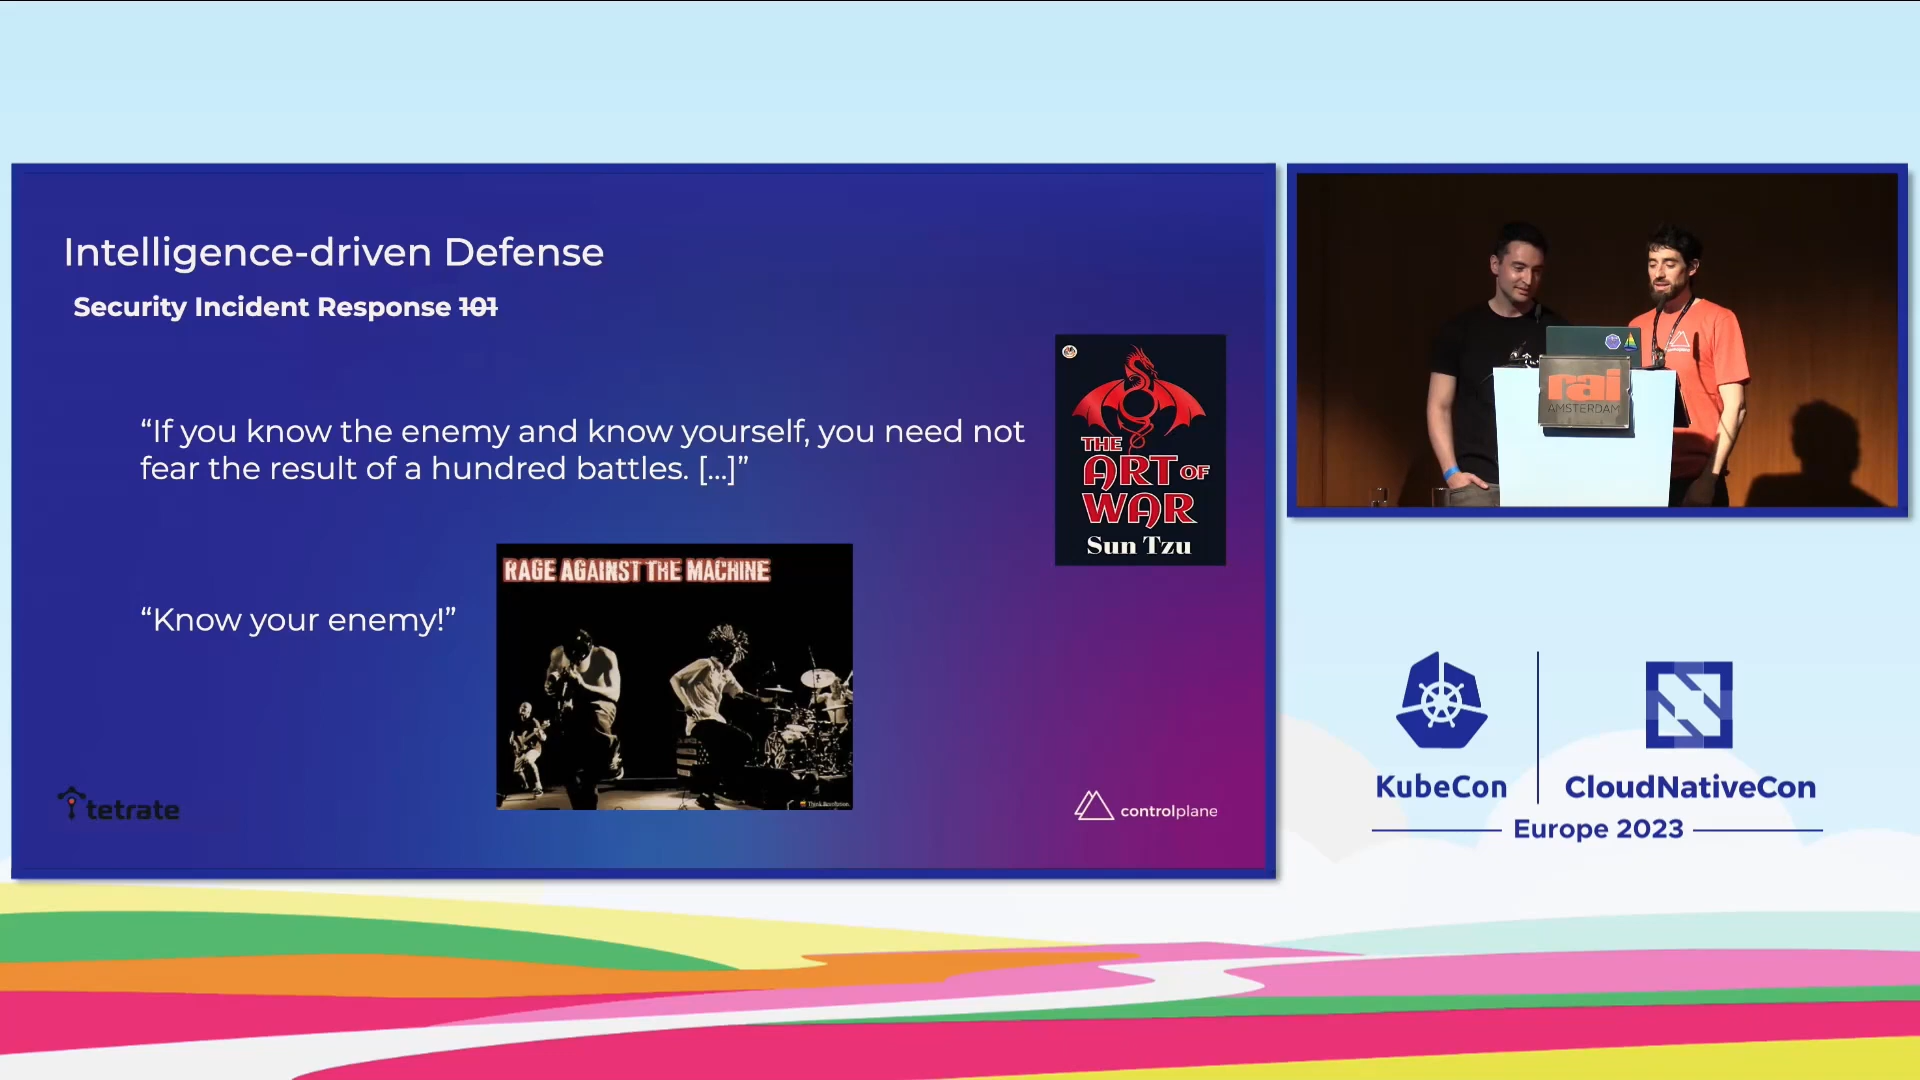 Intelligence-driven Defense
Security Incident Response 101
“If you know the enemy and know yourself, you need not
fear the result of a hundred battles. [...]”
THE
ART OF
WAR
Sun Tzu
RAGE AGAINST THE MACHINE
“Know your enemy!”
tetrate
controlplane
rai
AMSTERDAM
KubeCon
CloudNativeCon
Europe 2023